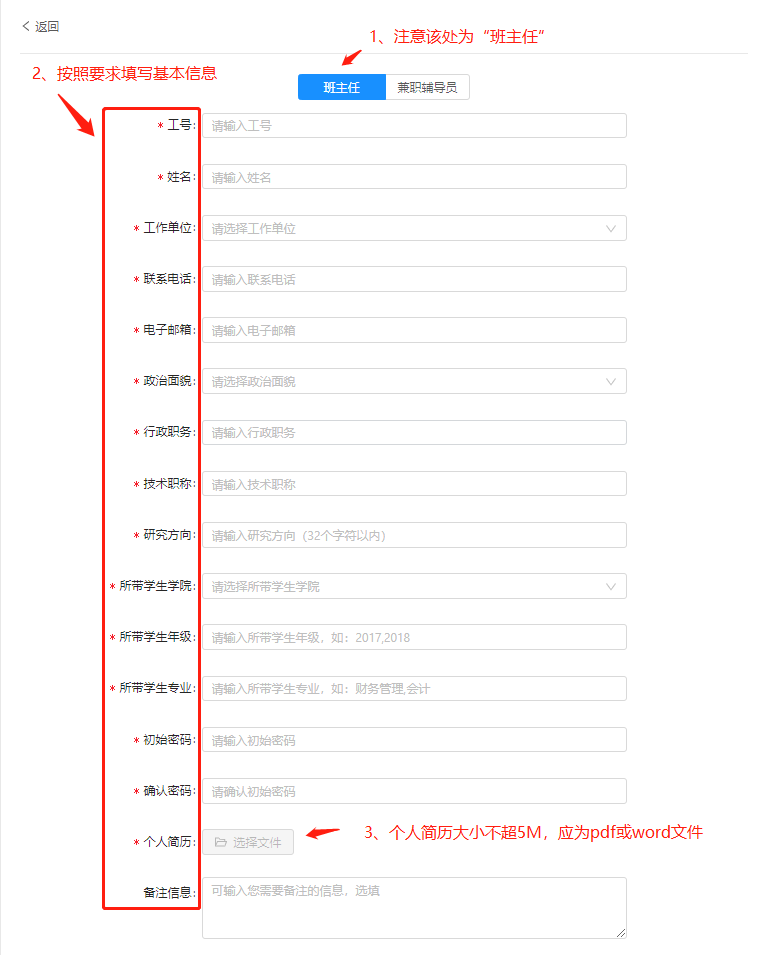 返回
1、注意该处为“班主任”
2、按照要求填写基本信息
班主任 兼职辅导员
* 工号: 请输入工号
* 姓名: 请输入姓名
* 工作单位: 请选择工作单位
* 联系电话: 请输入联系电话
* 电子邮箱: 请输入电子邮箱
* 政治面貌: 请选择政治面貌
* 行政职务: 请输入行政职务
* 技术职称: 请输入技术职称
* 研究方向: 请输入研究方向（32个字符以内）
* 所带学生学院: 请选择所带学生学院
* 所带学生年级: 请输入所带学生年级，如：2017,2018
* 所带学生专业: 请输入所带学生专业，如：财务管理,会计
* 初始密码: 请输入初始密码
* 确认密码: 请确认初始密码
* 个人简历: 选择文件 3、个人简历大小不超5M，应为pdf或word文件
备注信息: 可输入您需要备注的信息，选填